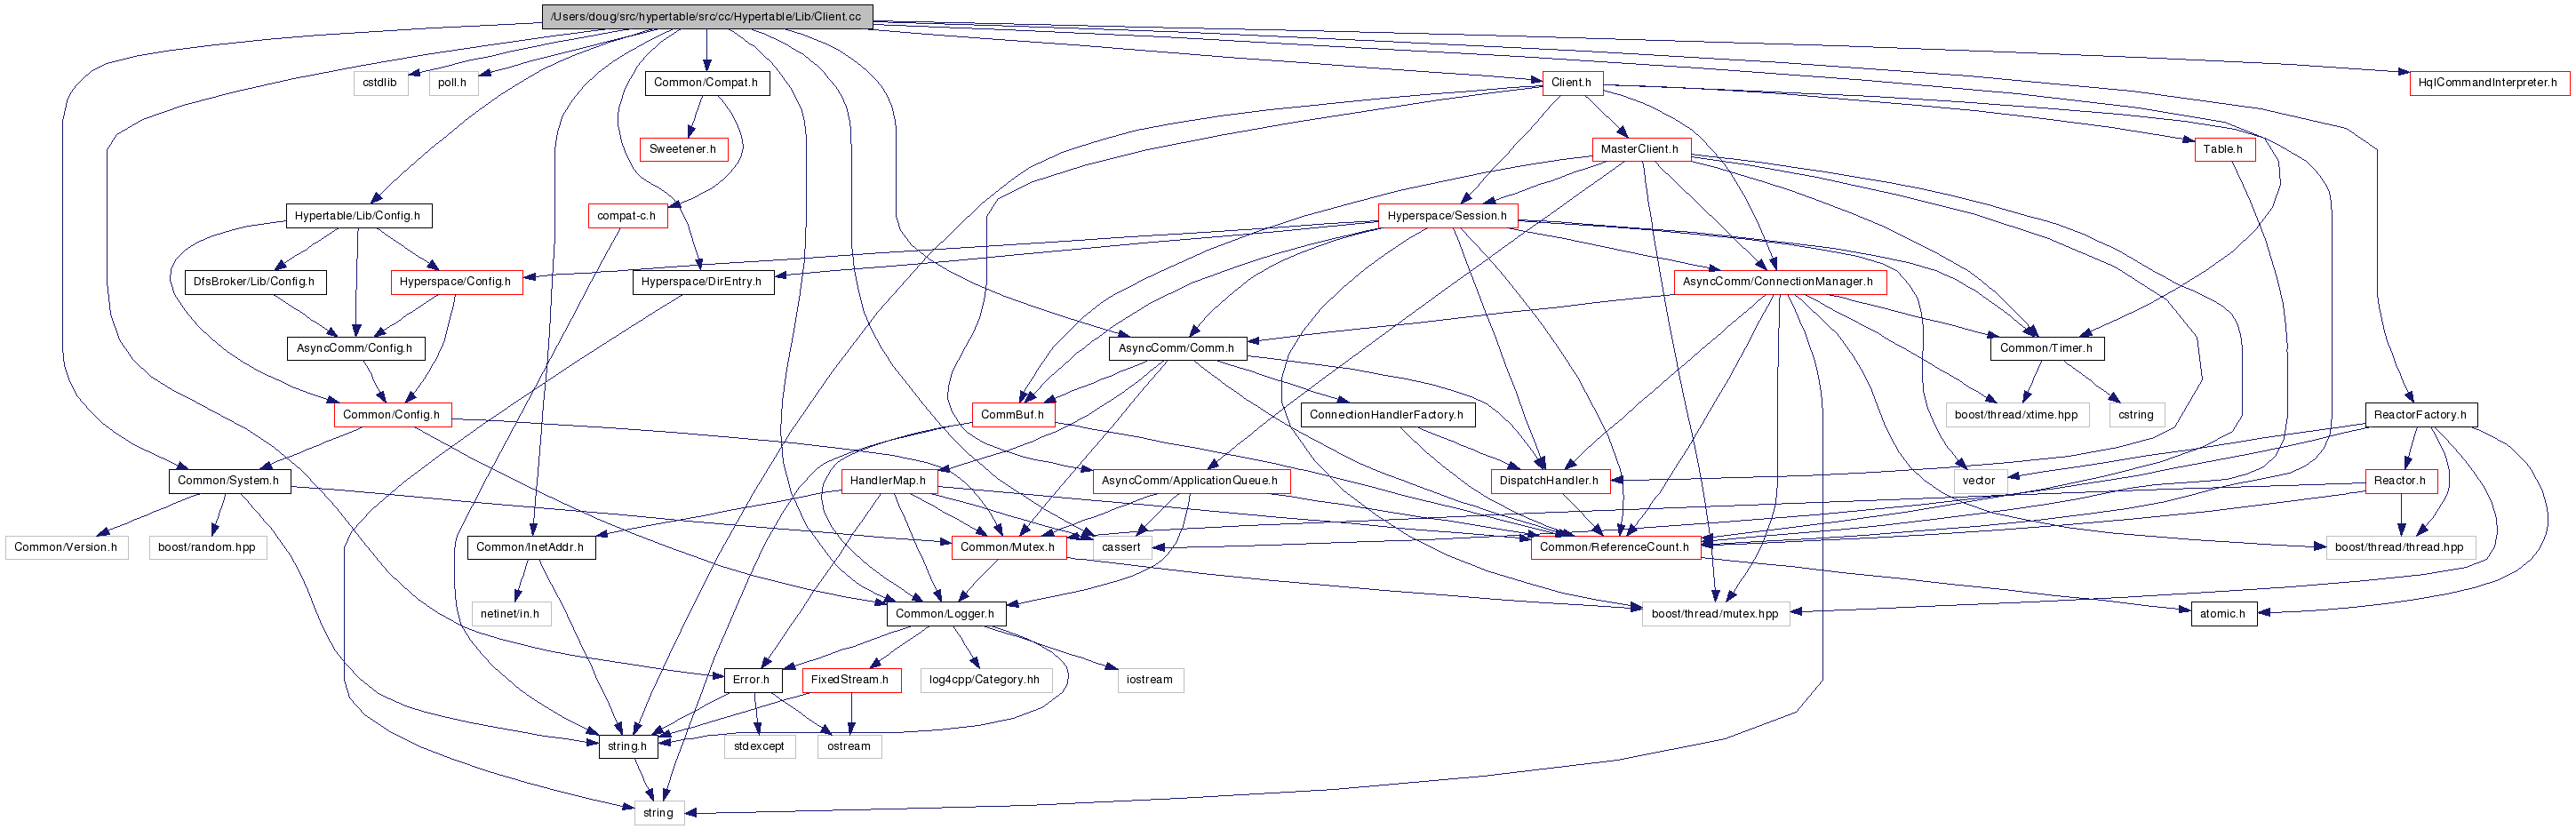 /Users/doug/src/hypertable/src/cc/Hypertable/Lib/Client.cc
cstdlib
poll.h
Common/Compat.h
Client.h
HqlCommandInterpreter.h
Sweetener.h
MasterClient.h
Table.h
Hypertable/Lib/Config.h
compat-c.h
Hyperspace/Session.h
DfsBroker/Lib/Config.h
Hyperspace/Config.h
Hyperspace/DirEntry.h
AsyncComm/ConnectionManager.h
AsyncComm/Config.h
AsyncComm/Comm.h
Common/Timer.h
Common/Config.h
CommBuf.h
ConnectionHandlerFactory.h
boost/thread/xtime.hpp
cstring
ReactorFactory.h
Common/System.h
HandlerMap.h
AsyncComm/ApplicationQueue.h
DispatchHandler.h
vector
Reactor.h
Common/Version.h
boost/random.hpp
Common/InetAddr.h
Common/Mutex.h
cassert
Common/ReferenceCount.h
boost/thread/thread.hpp
netinet/in.h
Common/Logger.h
boost/thread/mutex.hpp
atomic.h
Error.h
FixedStream.h
log4cpp/Category.hh
iostream
string.h
stdexcept
ostream
string